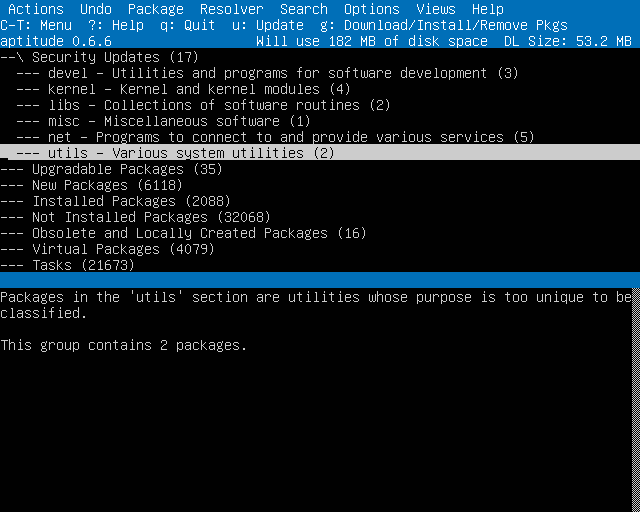 Actions  Undo  Package  Resolver  Search  Options  Views  Help
C-T: Menu  ?: Help  q: Quit  u: Update  g: Download/Install/Remove Pkgs
aptitude 0.6.6                  Will use 182 MB of disk space  DL Size: 53.2 MB
--\ Security Updates (17)
  --- devel - Utilities and programs for software development (3)
  --- kernel - Kernel and kernel modules (4)
  --- libs - Collections of software routines (2)
  --- misc - Miscellaneous software (1)
  --- net - Programs to connect to and provide various services (5)
  --- utils - Various system utilities (2)
--- Upgradable Packages (35)
--- New Packages (6118)
--- Installed Packages (2088)
--- Not Installed Packages (32068)
--- Obsolete and Locally Created Packages (16)
--- Virtual Packages (4079)
--- Tasks (21673)
Packages in the 'utils' section are utilities whose purpose is too unique to be
classified.
This group contains 2 packages.